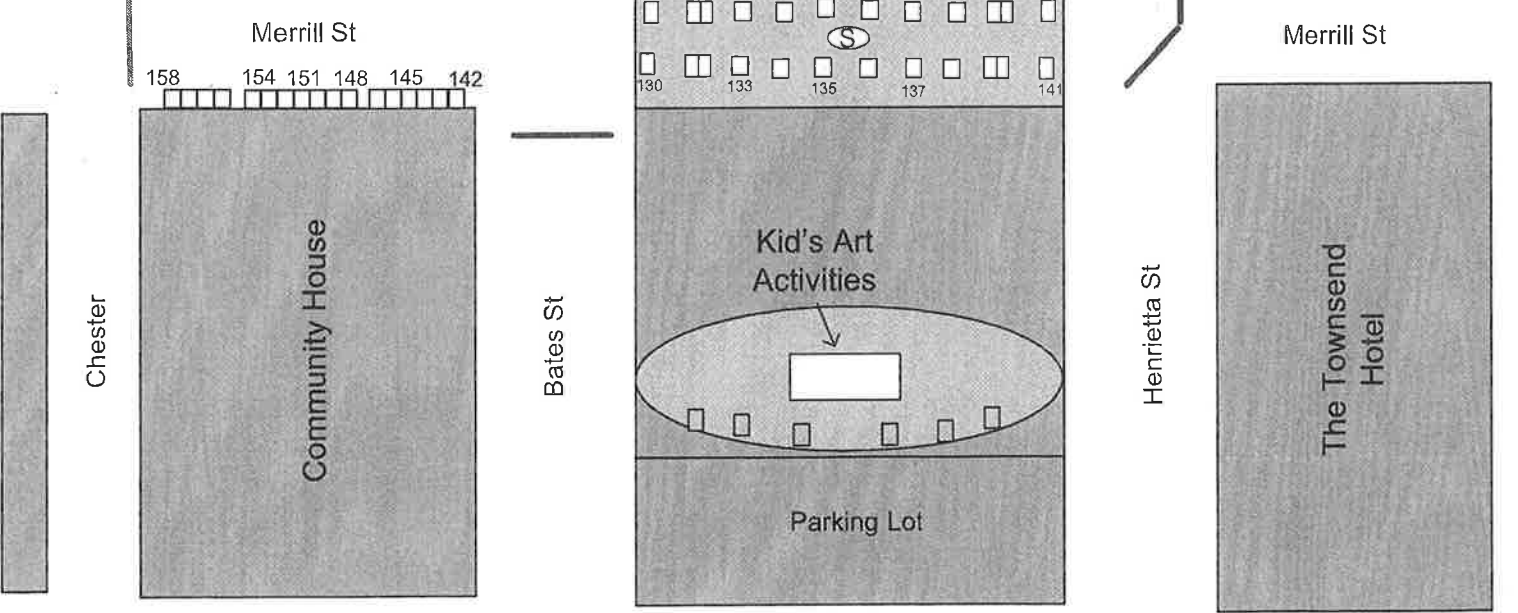 Merrill St
S
Merrill St
158 154 151 148 145 142
130 133 135 137 141
Kid's Art
Activities
Community House
Chester
Bates St
Henrietta St
The Townsend
Hotel
Parking Lot